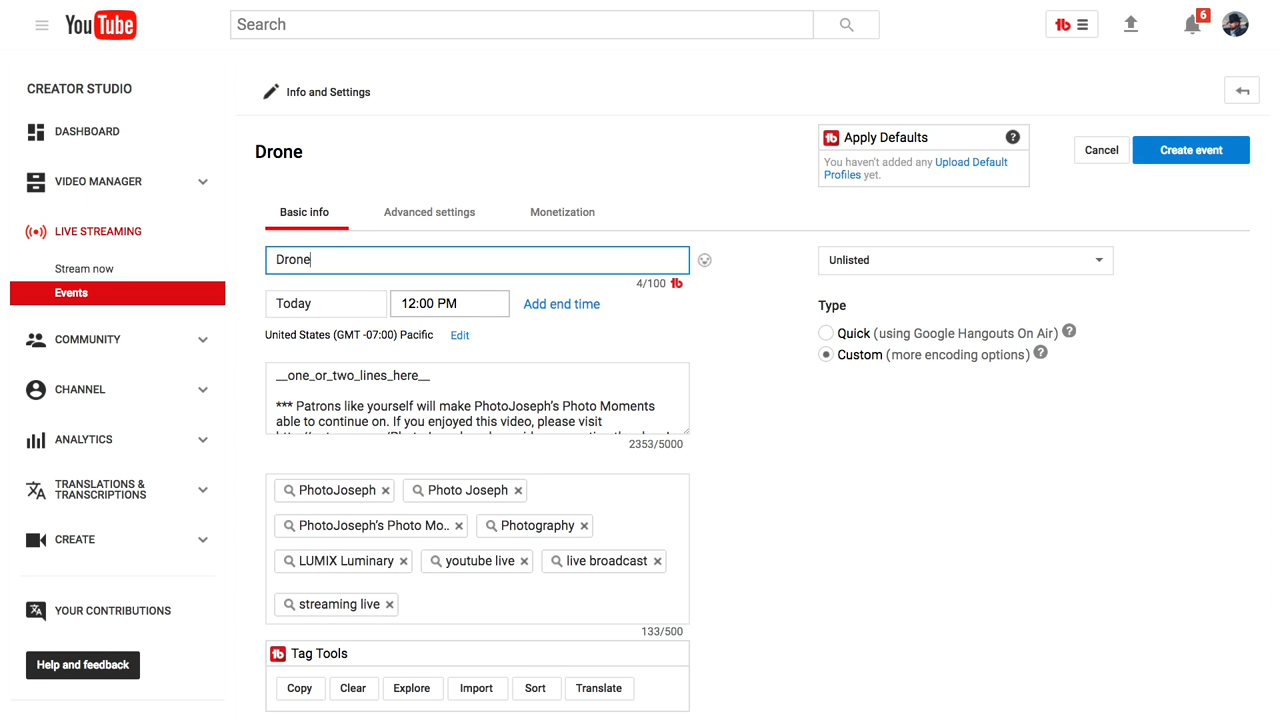 YouTube
Search
6
CREATOR STUDIO
DASHBOARD
VIDEO MANAGER
LIVE STREAMING
Stream now
Events
COMMUNITY
CHANNEL
ANALYTICS
TRANSLATIONS &
TRANSCRIPTIONS
CREATE
YOUR CONTRIBUTIONS
Help and feedback
Info and Settings
Drone
Apply Defaults
You haven't added any Upload Default
Profiles yet.
Cancel
Create event
Basic info
Advanced settings
Monetization
Drone
4/100
Today
12:00 PM
Add end time
United States (GMT -07:00) Pacific
Edit
__one_or_two_lines_here__
*** Patrons like yourself will make PhotoJoseph's Photo Moments
able to continue on. If you enjoyed this video, please visit
2353/5000
PhotoJoseph
Photo Joseph
PhotoJoseph's Photo Mo..
Photography
LUMIX Luminary
youtube live
live broadcast
streaming live
133/500
Tag Tools
Copy
Clear
Explore
Import
Sort
Translate
Unlisted
Type
Quick (using Google Hangouts On Air)
Custom (more encoding options)